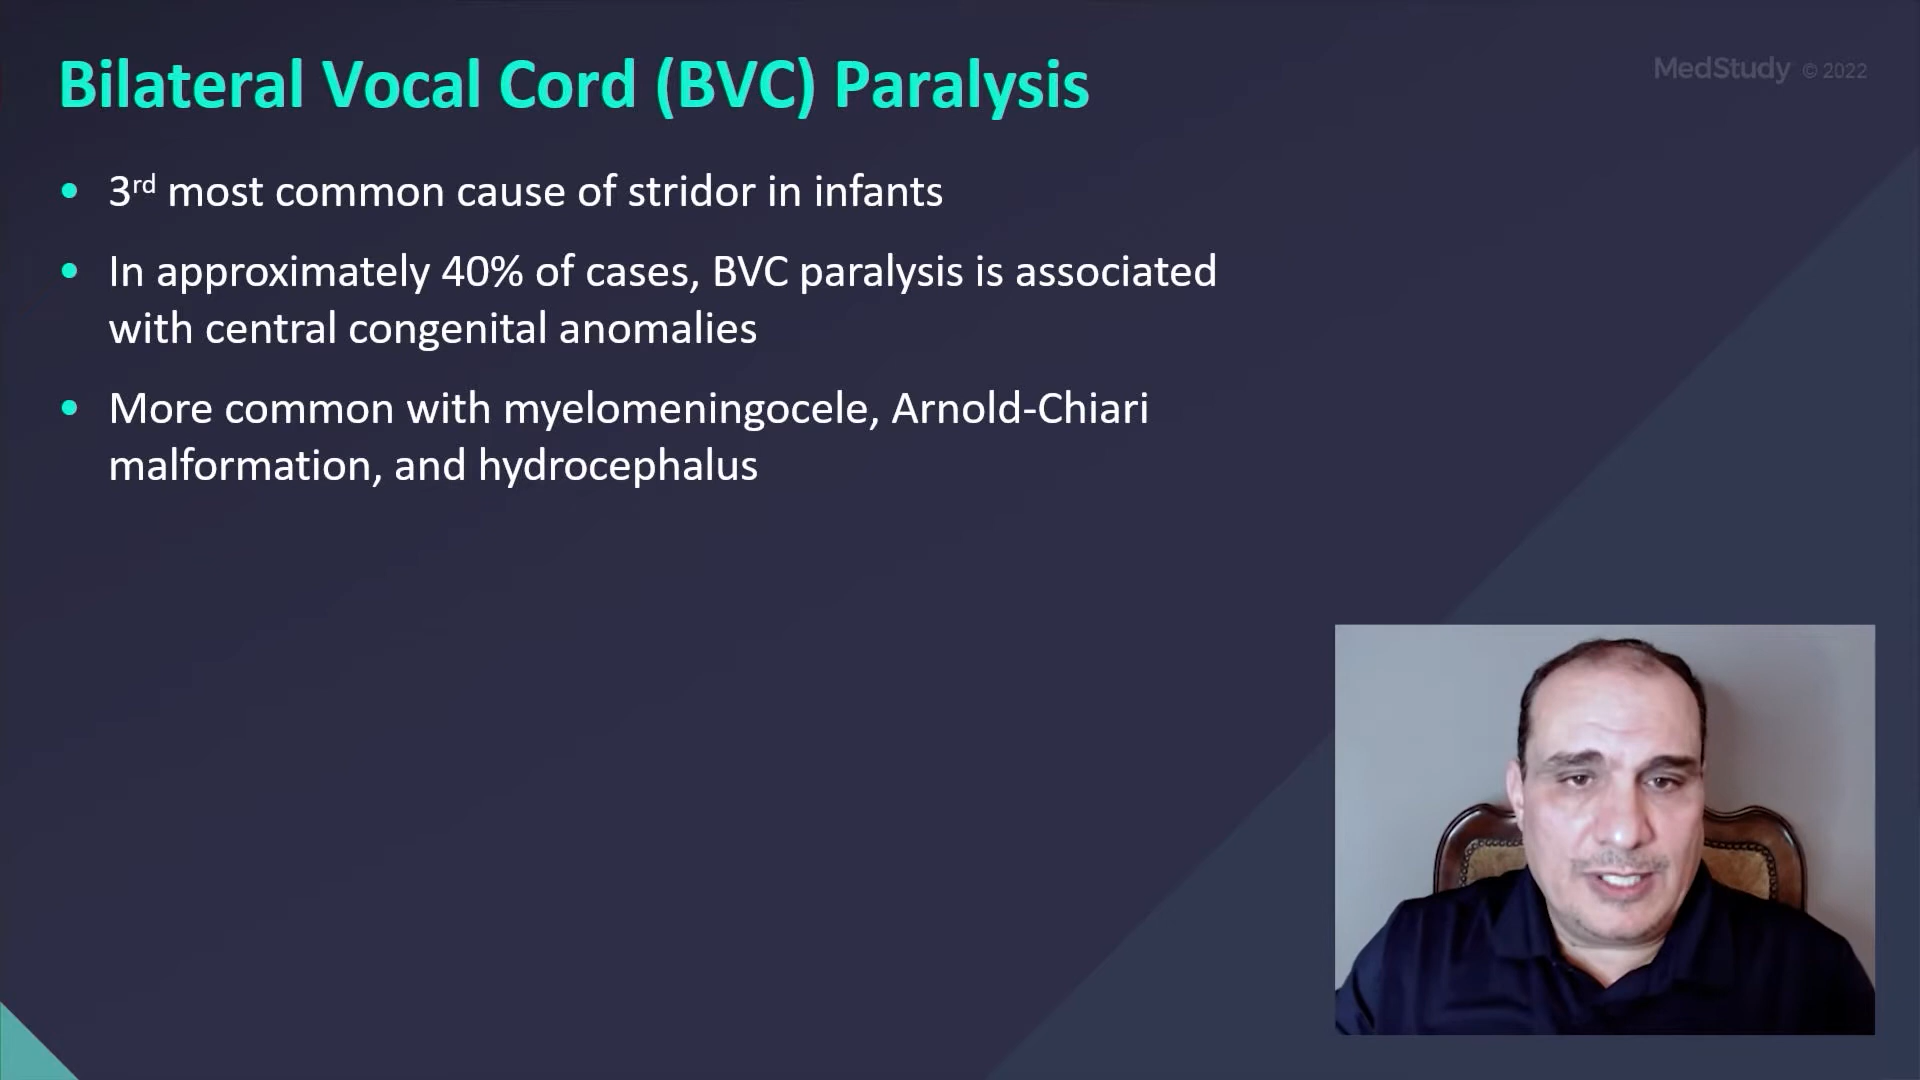 Bilateral Vocal Cord (BVC) Paralysis
MedStudy © 2022
• 3rd most common cause of stridor in infants
• In approximately 40% of cases, BVC paralysis is associated
with central congenital anomalies
• More common with myelomeningocele, Arnold-Chiari
malformation, and hydrocephalus